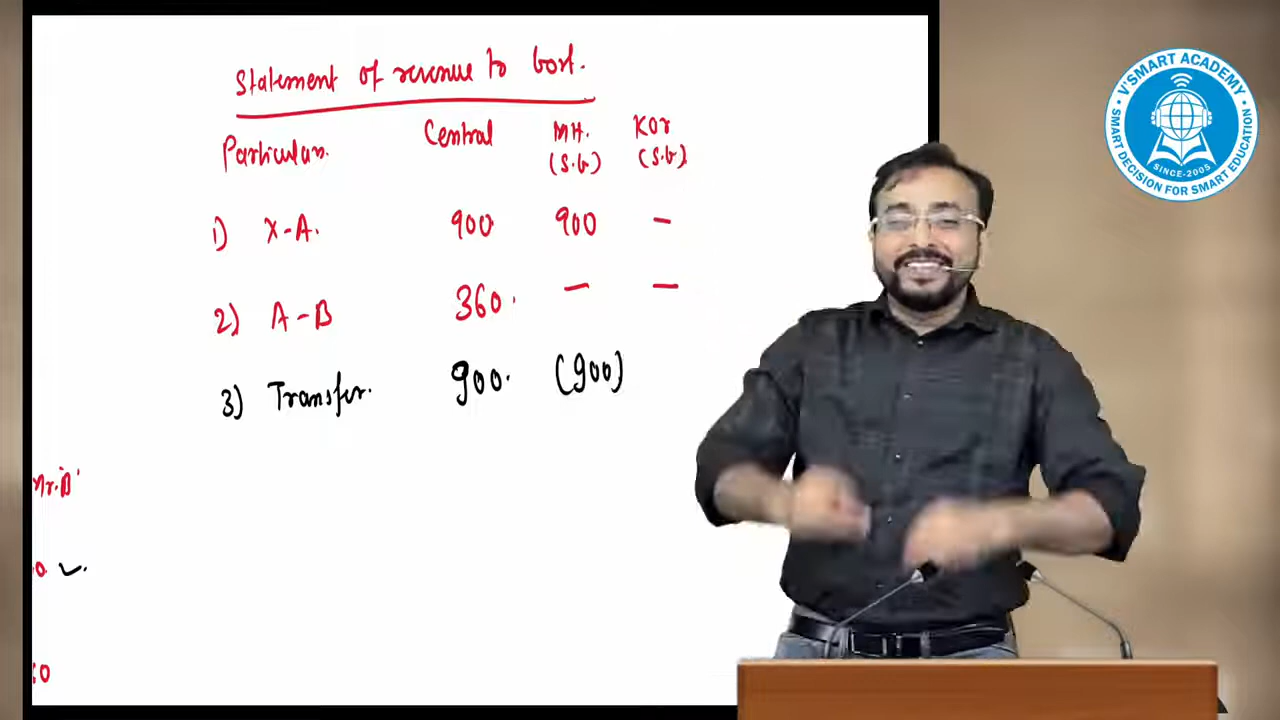 Statement of revenue to Govt.
Particulars. Central MH. (S.G) Kar (S.G)
1) X-A. 900 900 -
2) A-B 360. - -
3) Transfer. 900. (900)
Mr.'B'
V'SMART ACADEMY
SINCE-2005
SMART DECISION FOR SMART EDUCATION